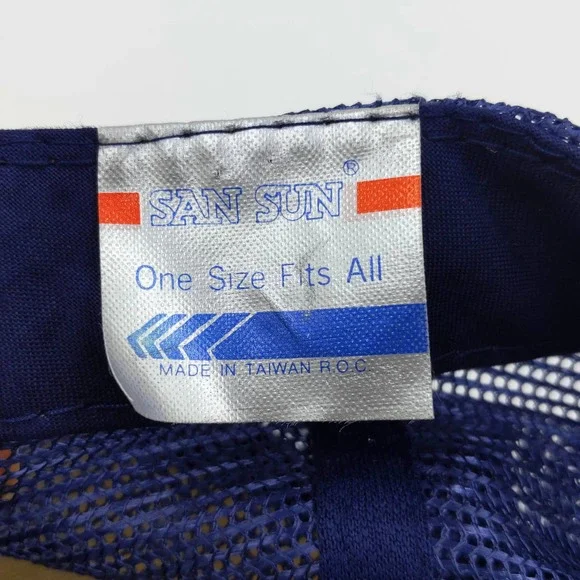 SAN SUN®
One Size Fits All
MADE IN TAIWAN R.O.C